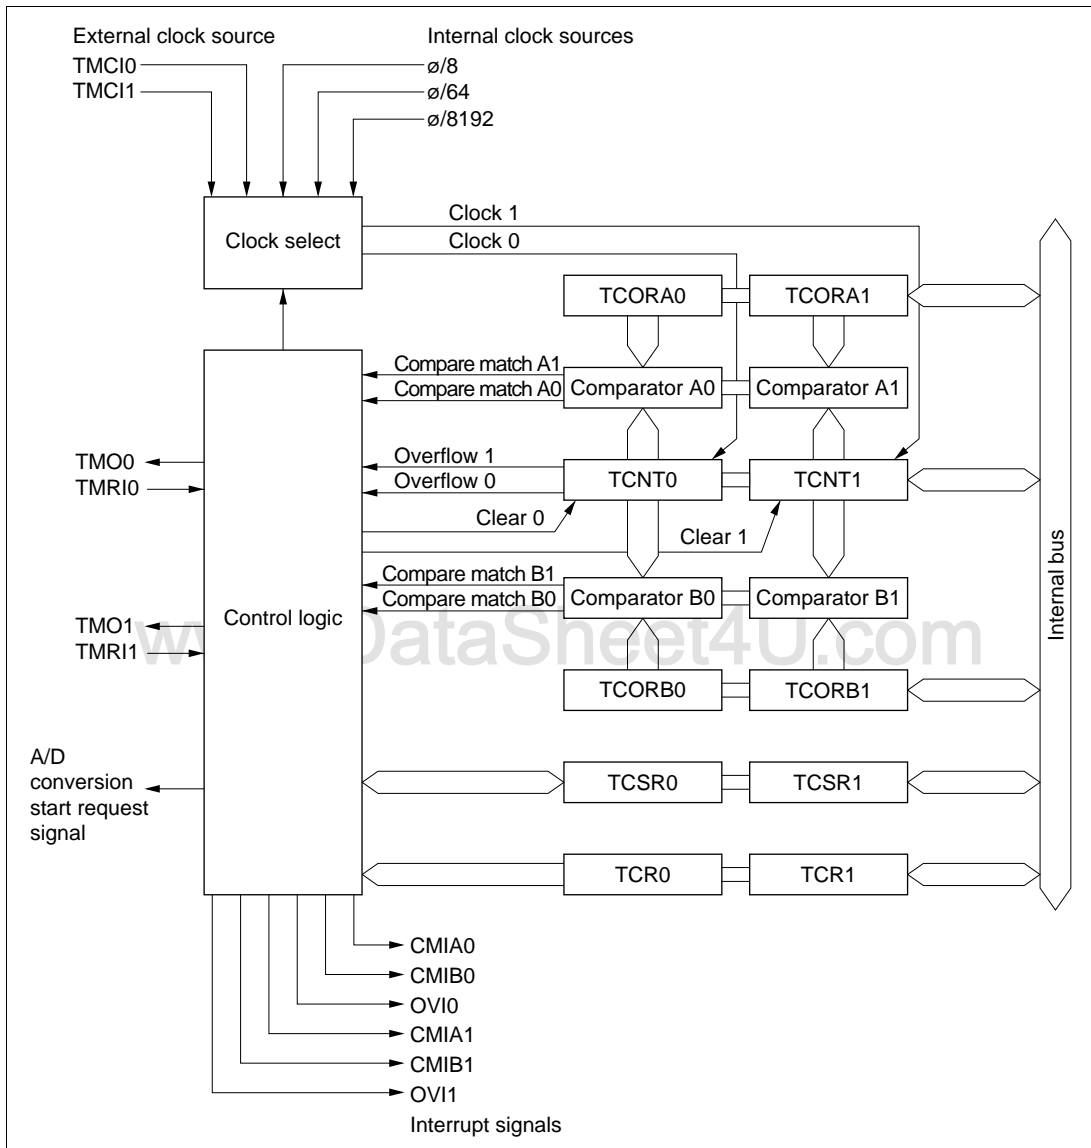 External clock source
Internal clock sources
TMCI0
ø/8
TMCI1
ø/64
ø/8192
Clock select
Clock 1
Clock 0
TCORA0
TCORA1
Compare match A1
Compare match A0
Comparator A0
Comparator A1
TMO0
TMRI0
Overflow 1
Overflow 0
TCNT0
TCNT1
Clear 0
Clear 1
Compare match B1
Compare match B0
Comparator B0
Comparator B1
Control logic
Internal bus
TMO1
TMRI1
DataSheet4U.com
TCORB0
TCORB1
A/D
conversion
start request
signal
TCSR0
TCSR1
TCR0
TCR1
CMIA0
CMIB0
OVI0
CMIA1
CMIB1
OVI1
Interrupt signals